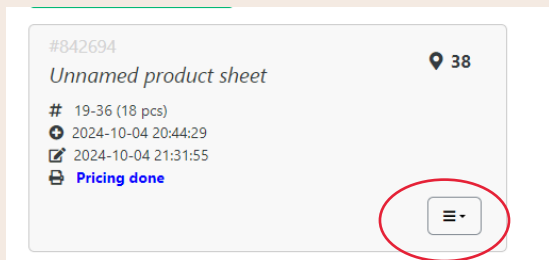 #842694
Unnamed product sheet
38
# 19-36 (18 pcs)
2024-10-04 20:44:29
2024-10-04 21:31:55
Pricing done